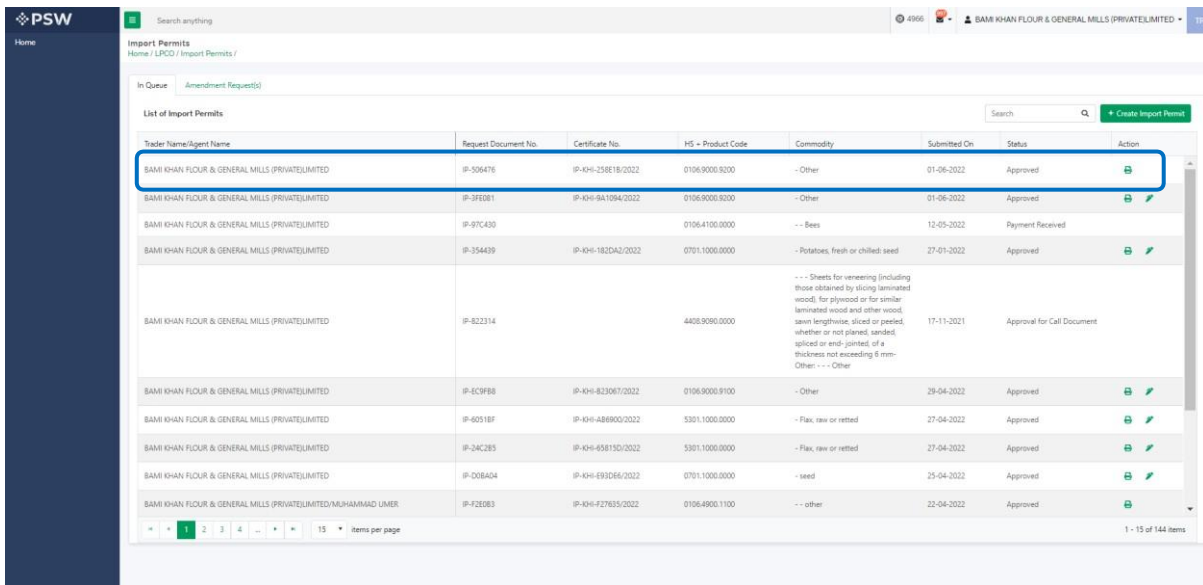 PSW
Search anything
4966
BAMI KHAN FLOUR & GENERAL MILLS (PRIVATE)LIMITED
Home
Import Permits
Home / LPCO / Import Permits /
In Queue Amendment Request(s)
List of Import Permits
Search
+ Create Import Permit
Trader Name/Agent Name Request Document No. Certificate No. HS + Product Code Commodity Submitted On Status Action
BAMI KHAN FLOUR & GENERAL MILLS (PRIVATE)LIMITED IP-506476 IP-KHI-258E1B/2022 0106.9000.9200 - Other 01-06-2022 Approved
BAMI KHAN FLOUR & GENERAL MILLS (PRIVATE)LIMITED IP-3FE081 IP-KHI-9A1094/2022 0106.9000.9200 - Other 01-06-2022 Approved
BAMI KHAN FLOUR & GENERAL MILLS (PRIVATE)LIMITED IP-97C430 0106.4100.0000 - - Bees 12-05-2022 Payment Received
BAMI KHAN FLOUR & GENERAL MILLS (PRIVATE)LIMITED IP-354439 IP-KHI-182DA2/2022 0701.1000.0000 - Potatoes, fresh or chilled: seed 27-01-2022 Approved
- - - Sheets for veneering (including
those obtained by slicing laminated
wood), for plywood or for similar
laminated wood and other wood,
BAMI KHAN FLOUR & GENERAL MILLS (PRIVATE)LIMITED IP-822314 4408.9090.0000 sawn lengthwise, sliced or peeled, 17-11-2021 Approval for Call Document
whether or not planed, sanded,
spliced or end- jointed, of a
thickness not exceeding 6 mm-
Other: - - - Other
BAMI KHAN FLOUR & GENERAL MILLS (PRIVATE)LIMITED IP-EC9FB8 IP-KHI-823067/2022 0106.9000.9100 - Other 29-04-2022 Approved
BAMI KHAN FLOUR & GENERAL MILLS (PRIVATE)LIMITED IP-6051BF IP-KHI-AB6900/2022 5301.1000.0000 - Flax, raw or retted 27-04-2022 Approved
BAMI KHAN FLOUR & GENERAL MILLS (PRIVATE)LIMITED IP-24C2B5 IP-KHI-65815D/2022 5301.1000.0000 - Flax, raw or retted 27-04-2022 Approved
BAMI KHAN FLOUR & GENERAL MILLS (PRIVATE)LIMITED IP-D0BA04 IP-KHI-E93DE6/2022 0701.1000.0000 - seed 25-04-2022 Approved
BAMI KHAN FLOUR & GENERAL MILLS (PRIVATE)LIMITED/MUHAMMAD UMER IP-F2E0B3 IP-KHI-F27635/2022 0106.4900.1100 - - other 22-04-2022 Approved
1 2 3 4 ... 15 items per page 1 - 15 of 144 items